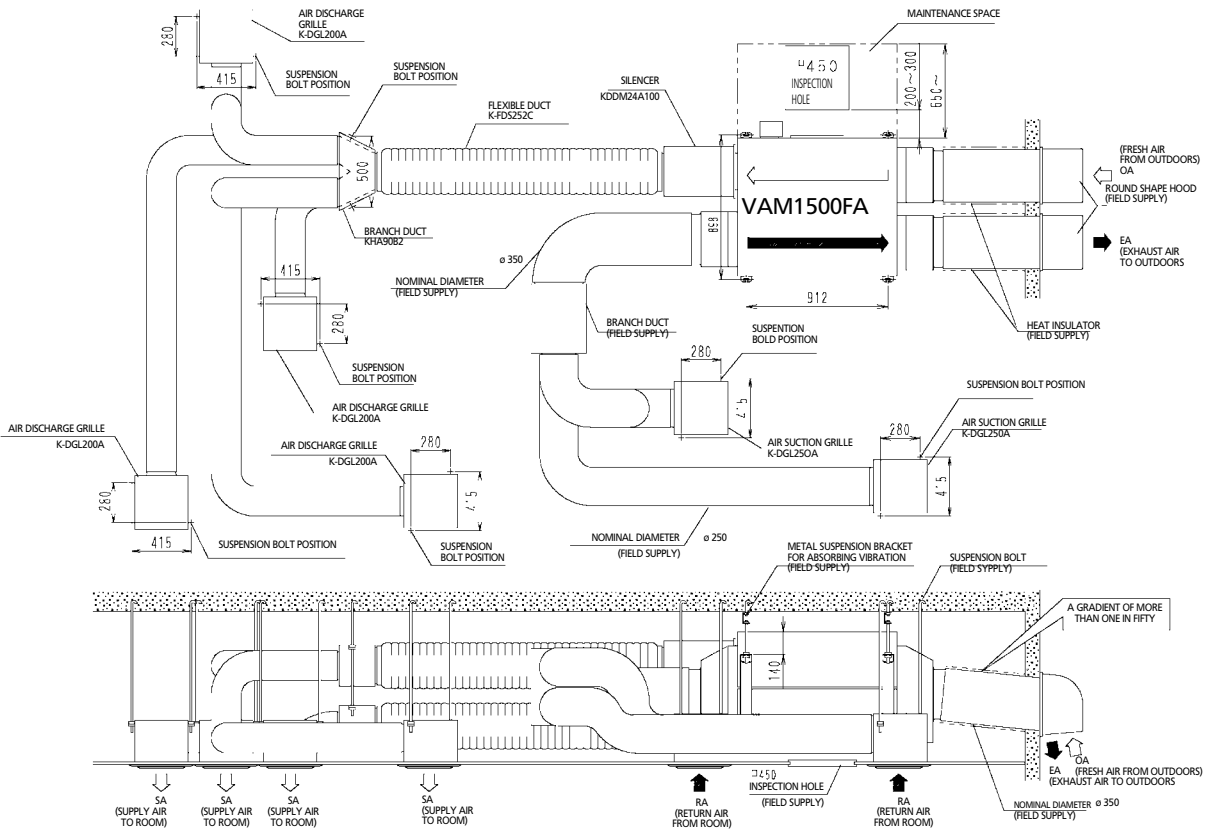 AIR DISCHARGE
GRILLE
K-DGL200A
280
415
SUSPENSION
BOLT POSITION
SUSPENSION
BOLT POSITION
FLEXIBLE DUCT
K-FDS252C
SILENCER
KDDM24A100
MAINTENANCE SPACE
□450
INSPECTION
HOLE
200~300
650~
(FRESH AIR
FROM OUTDOORS)
OA
ROUND SHAPE HOOD
(FIELD SUPPLY)
EA
(EXHAUST AIR
TO OUTDOORS
HEAT INSULATOR
(FIELD SUPPLY)
VAM1500FA
500
868
912
BRANCH DUCT
KHA90B2
ø 350
NOMINAL DIAMETER
(FIELD SUPPLY)
BRANCH DUCT
(FIELD SUPPLY)
415
280
SUSPENSION
BOLT POSITION
AIR DISCHARGE GRILLE
K-DGL200A
280
SUSPENTION
BOLD POSITION
415
AIR SUCTION GRILLE
K-DGL25OA
SUSPENSION BOLT POSITION
AIR SUCTION GRILLE
K-DGL250A
280
415
AIR DISCHARGE GRILLE
K-DGL200A
280
415
SUSPENSION BOLT POSITION
AIR DISCHARGE GRILLE
K-DGL200A
280
415
SUSPENSION
BOLT POSITION
NOMINAL DIAMETER ø 250
(FIELD SUPPLY)
METAL SUSPENSION BRACKET
FOR ABSORBING VIBRATION
(FIELD SUPPLY)
SUSPENSION BOLT
(FIELD SYPPLY)
A GRADIENT OF MORE
THAN ONE IN FIFTY
140
SA
(SUPPLY AIR
TO ROOM)
SA
(SUPPLY AIR
TO ROOM)
SA
(SUPPLY AIR
TO ROOM)
SA
(SUPPLY AIR
TO ROOM)
RA
(RETURN AIR
FROM ROOM)
□450
INSPECTION HOLE
(FIELD SUPPLY)
RA
(RETURN AIR
FROM ROOM)
OA
(FRESH AIR FROM OUTDOORS)
EA
(EXHAUST AIR TO OUTDOORS
NOMINAL DIAMETER ø 350
(FIELD SUPPLY)